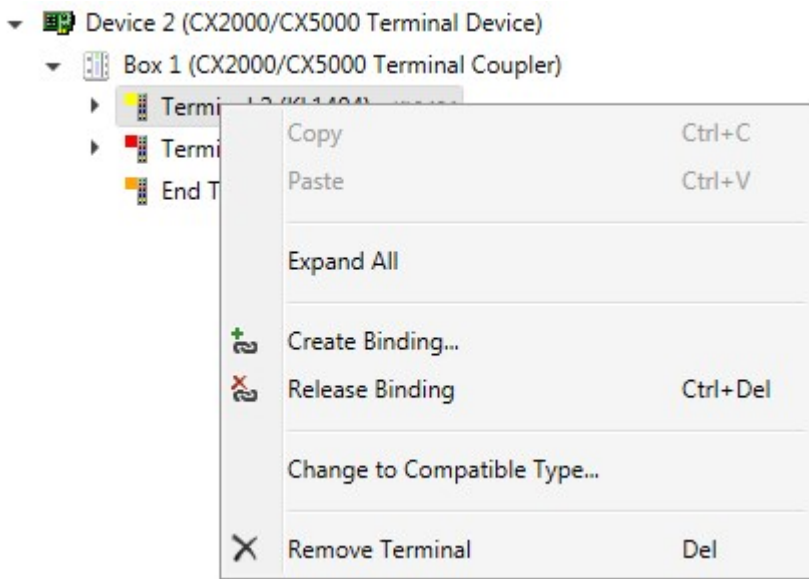 Device 2 (CX2000/CX5000 Terminal Device)
Box 1 (CX2000/CX5000 Terminal Coupler)
Copy Ctrl+C
Paste Ctrl+V
Expand All
Create Binding...
Release Binding Ctrl+Del
Change to Compatible Type...
Remove Terminal Del